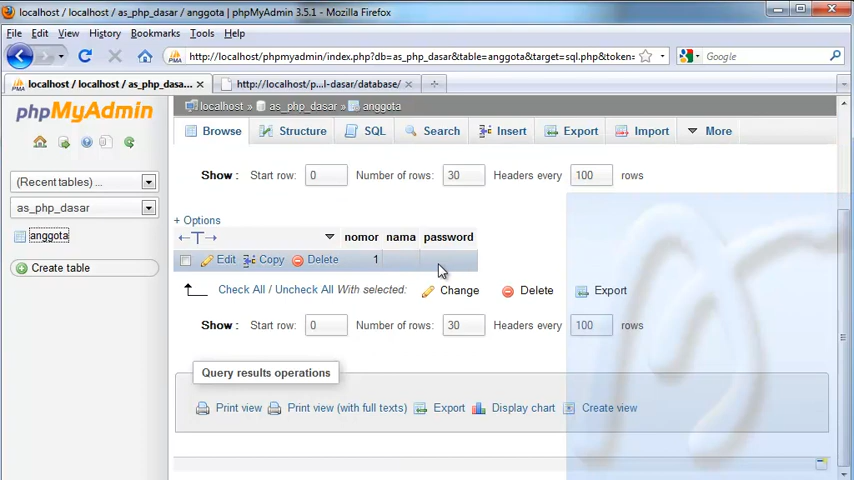 localhost / localhost / as_php_dasar / anggota | phpMyAdmin 3.5.1 - Mozilla Firefox
File Edit View History Bookmarks Tools Help
http://localhost/phpmyadmin/index.php?db=as_php_dasar&table=anggota&target=sql.php&token=
Google
localhost / localhost / as_php_dasa...
http://localhost/p...l-dasar/database/
phpMyAdmin
(Recent tables) ...
as_php_dasar
anggota
Create table
localhost » as_php_dasar » anggota
Browse Structure SQL Search Insert Export Import More
Show : Start row: 0 Number of rows: 30 Headers every 100 rows
+ Options
←T→ nomor nama password
Edit Copy Delete 1
Check All / Uncheck All With selected: Change Delete Export
Show : Start row: 0 Number of rows: 30 Headers every 100 rows
Query results operations
Print view Print view (with full texts) Export Display chart Create view